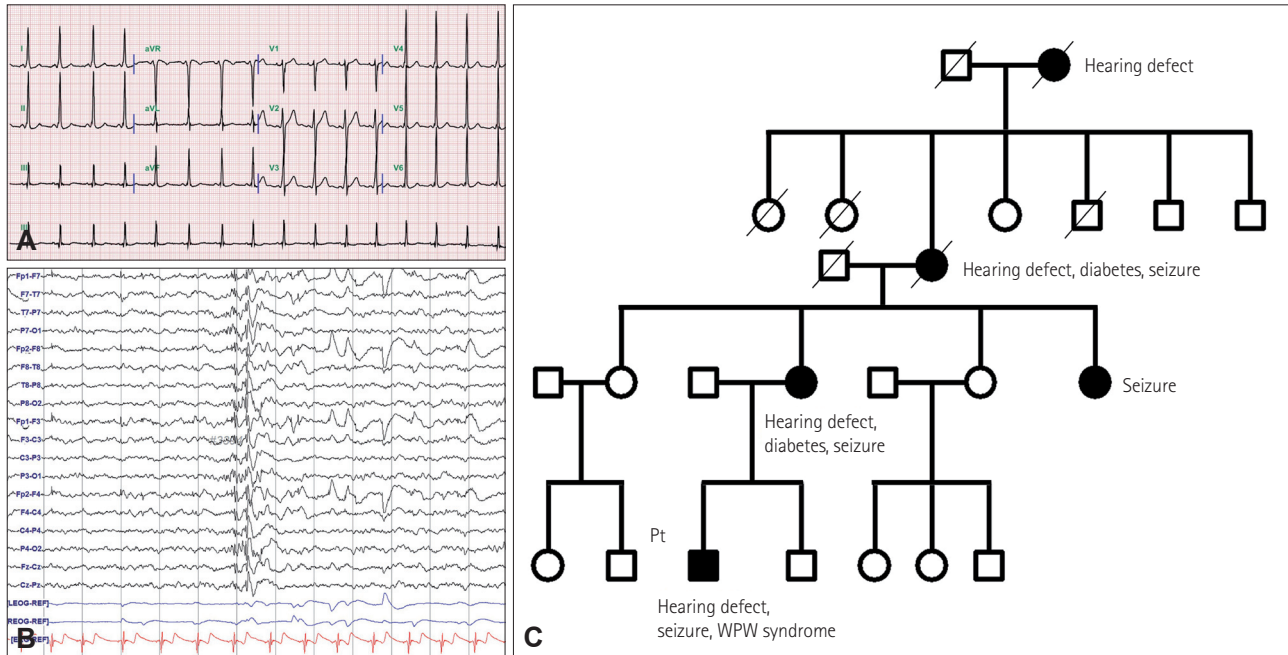 I aVR V1 V4
II aVL V2 V5
III aVF V3 V6
III
A
Fp1-F7
F7-T7
T7-P7
P7-O1
Fp2-F8
F8-T8
T8-P8
P8-O2
Fp1-F3
F3-C3
C3-P3
P3-O1
Fp2-F4
F4-C4
C4-P4
P4-O2
Fz-Cz
Cz-Pz
[LEOG-REF]
[REOG-REF]
B
Hearing defect
Hearing defect, diabetes, seizure
Seizure
Hearing defect,
diabetes, seizure
Pt
Hearing defect,
seizure, WPW syndrome
C